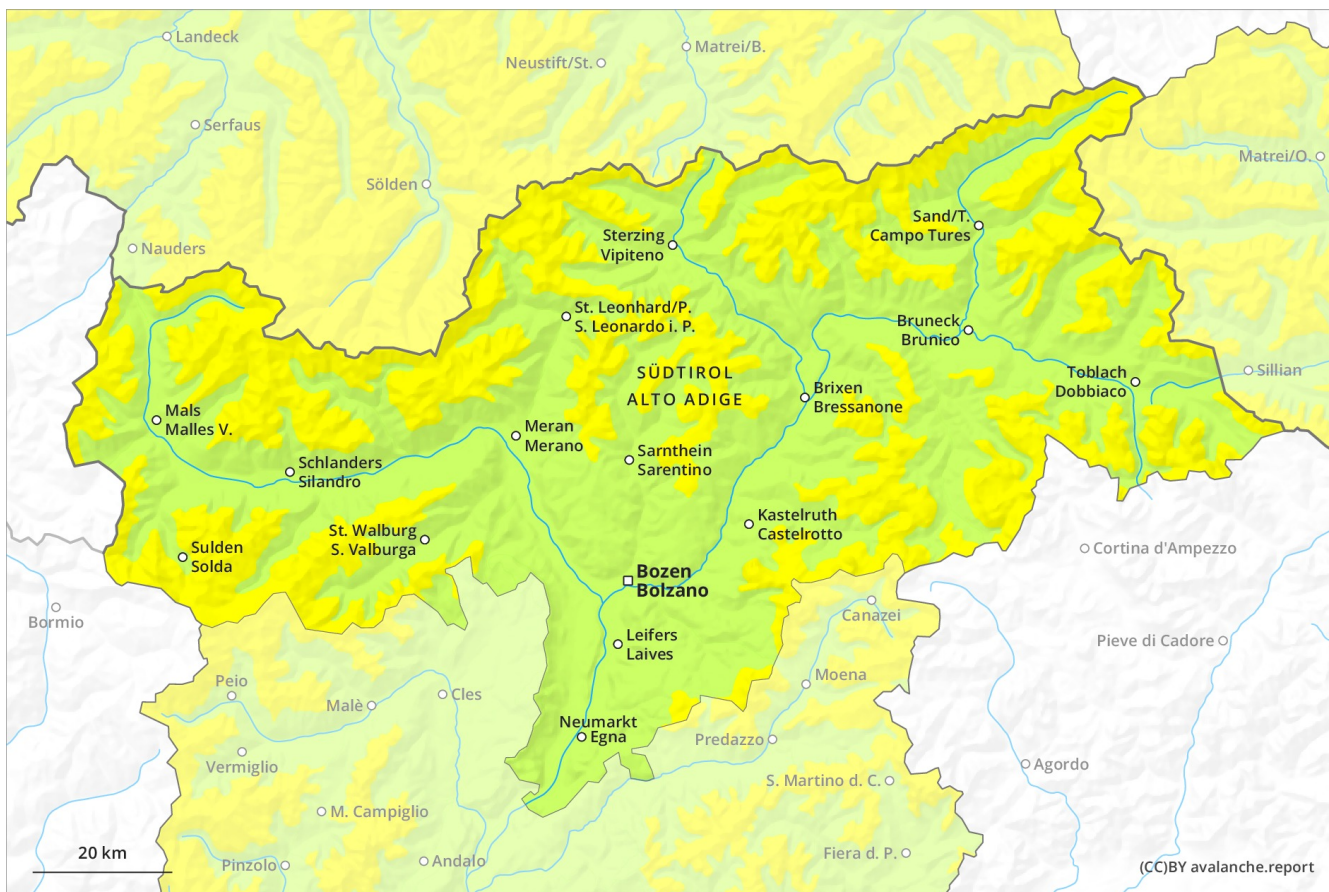 Landeck
Matrei/B.
Neustift/St.
Serfaus
Matrei/O.
Sölden
Nauders
Sand/T.
Campo Tures
Sterzing
Vipiteno
St. Leonhard/P.
S. Leonardo i. P.
Bruneck
Brunico
SÜDTIROL
ALTO ADIGE
Toblach
Dobbiaco
Sillian
Brixen
Bressanone
Mals
Malles V.
Meran
Merano
Sarnthein
Sarentino
Schlanders
Silandro
Kastelruth
Castelrotto
St. Walburg
S. Valburga
Sulden
Solda
Cortina d'Ampezzo
Bozen
Bolzano
Bormio
Canazei
Leifers
Laives
Pieve di Cadore
Peio
Moena
Malè
Cles
Neumarkt
Egna
Predazzo
Vermiglio
Agordo
S. Martino d. C.
M. Campiglio
20 km
Pinzolo
Andalo
Fiera d. P.
(CC)BY avalanche.report